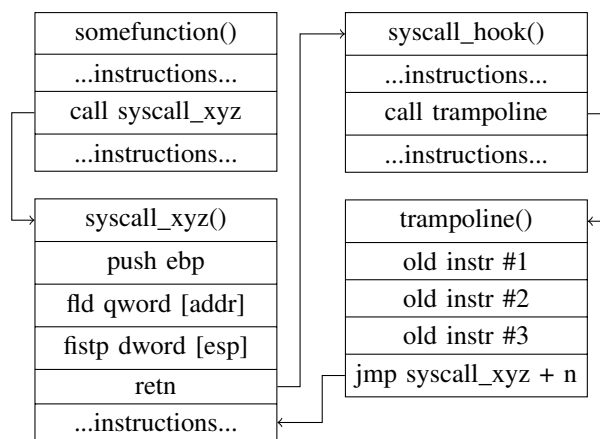 somefunction()
...instructions...
call syscall_xyz
...instructions...
syscall_xyz()
push ebp
fld qword [addr]
fistp dword [esp]
retn
...instructions...
syscall_hook()
...instructions...
call trampoline
...instructions...
trampoline()
old instr #1
old instr #2
old instr #3
jmp syscall_xyz + n